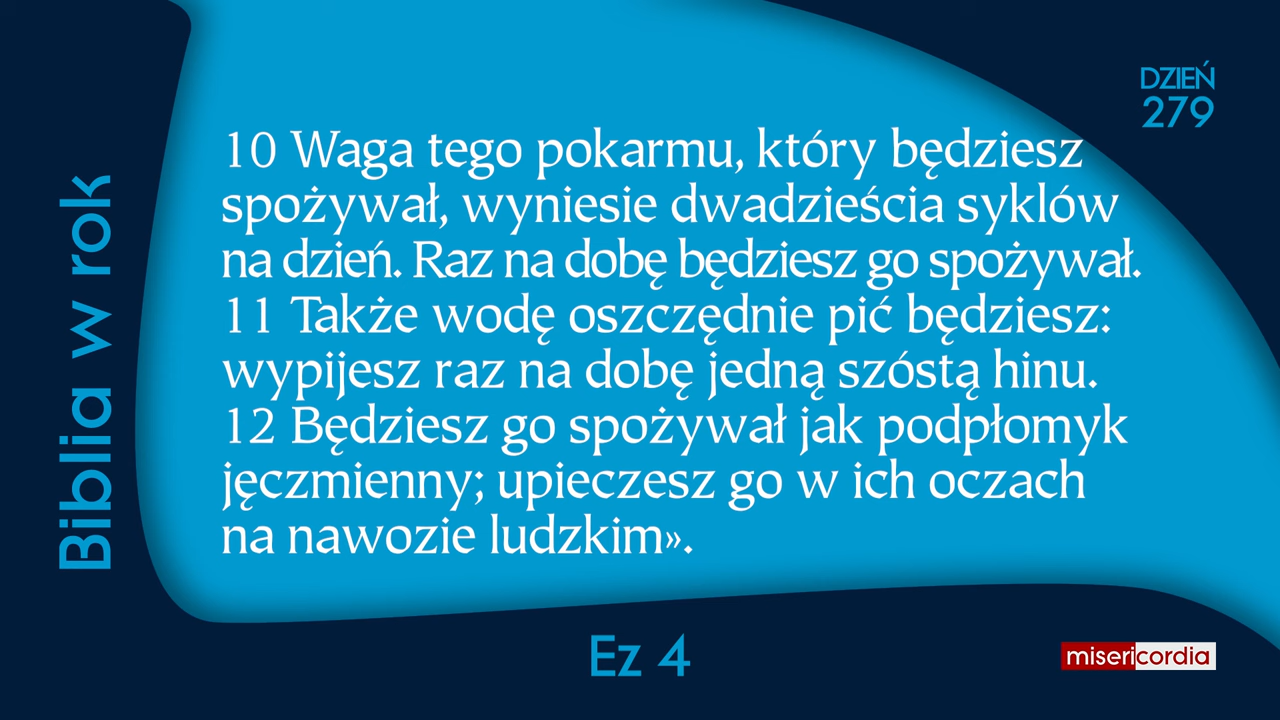 DZIEŃ
279
10 Waga tego pokarmu, który będziesz
spożywał, wyniesie dwadzieścia syklów
na dzień. Raz na dobę będziesz go spożywał.
11 Także wodę oszczędnie pić będziesz:
wypijesz raz na dobę jedną szóstą hinu.
12 Będziesz go spożywał jak podpłomyk
jęczmienny; upieczesz go w ich oczach
na nawozie ludzkim».
Biblia w rok
Ez 4
misericordia